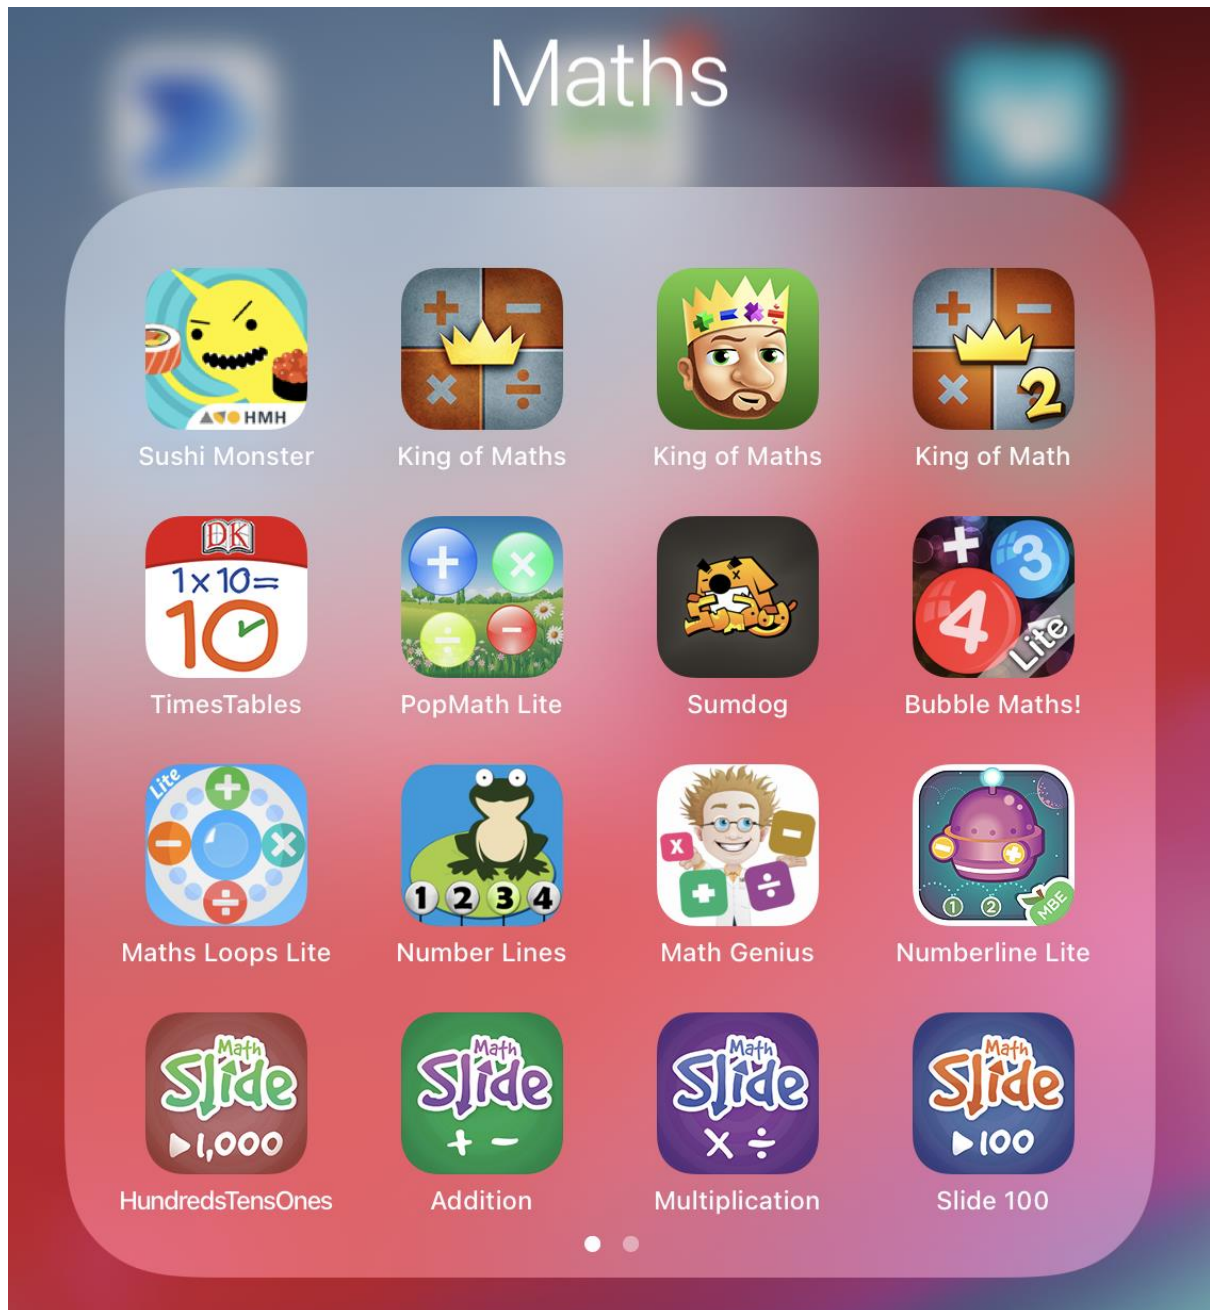 Maths
HMH
Sushi Monster
King of Maths
King of Maths
2
King of Math
DK
1x10=
10
TimesTables
+ × ÷ -
PopMath Lite
Sumdog
Sumdog
+ 3
4
Lite
Bubble Maths!
Lite
+ - × ÷
Maths Loops Lite
1 2 3 4
Number Lines
x - + ÷
Math Genius
- +
1 2
MBE
Numberline Lite
Math
Slide
1,000
HundredsTensOnes
Math
Slide
+ -
Addition
Math
Slide
× ÷
Multiplication
Math
Slide
100
Slide 100